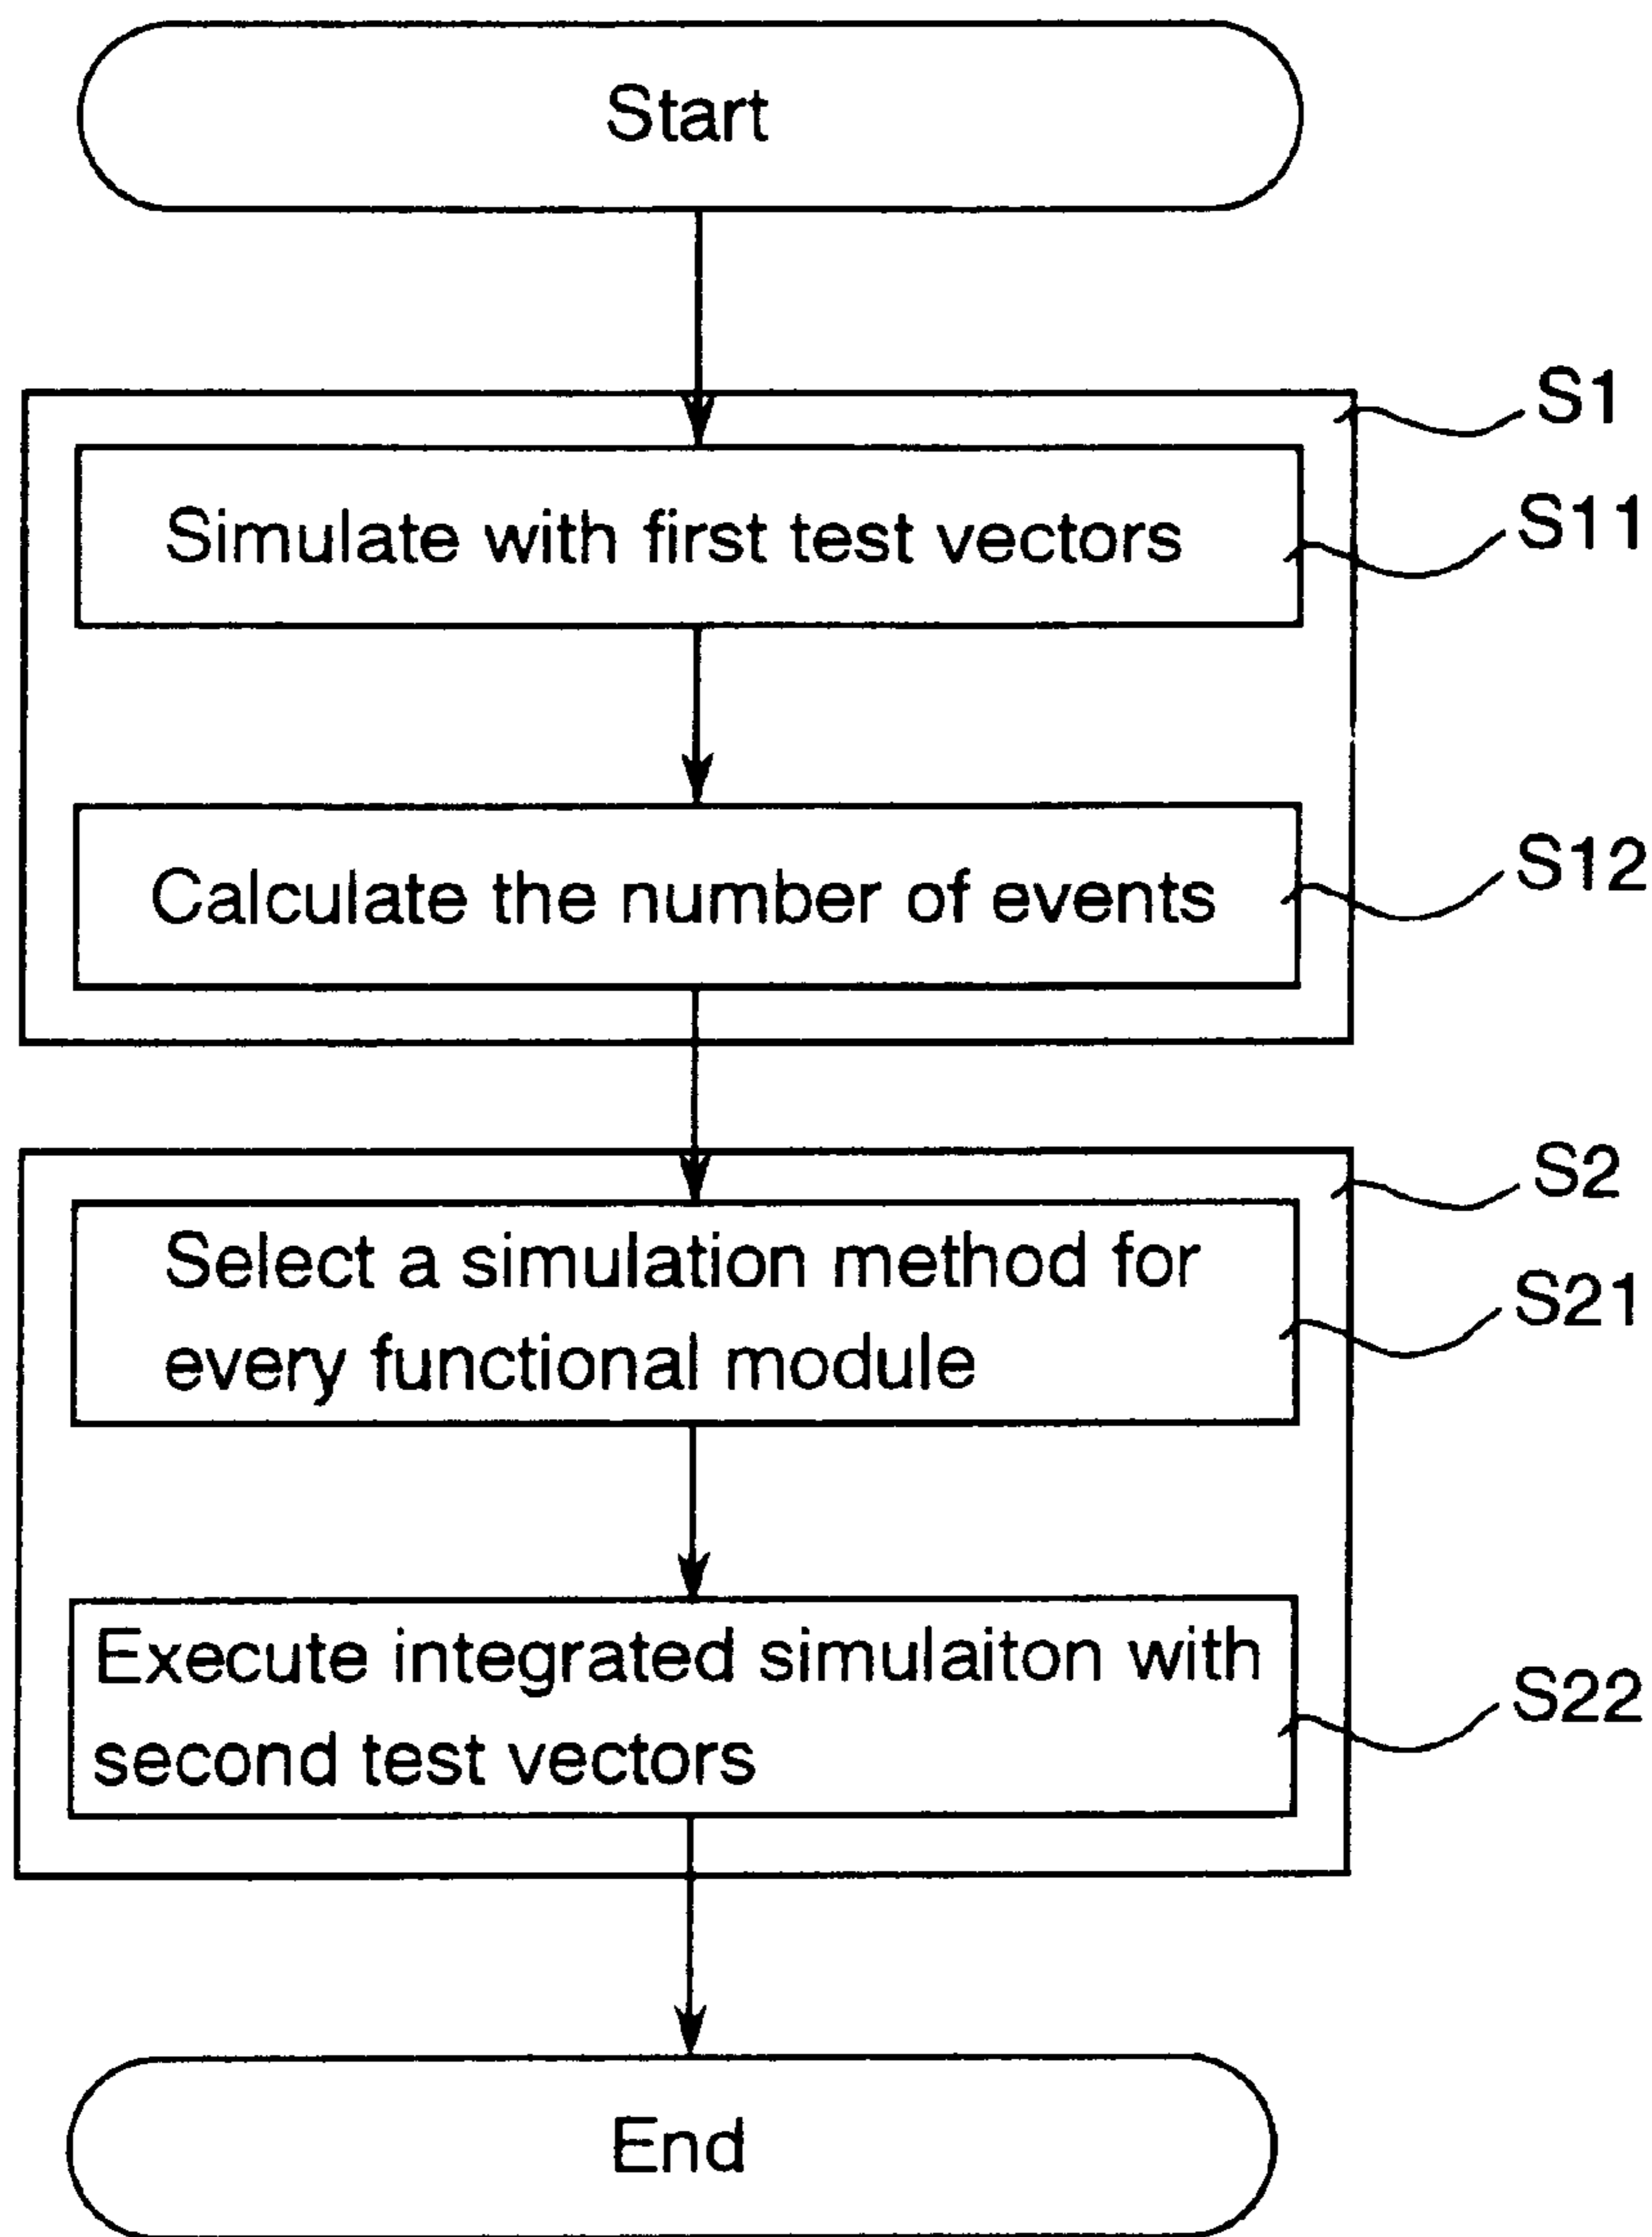 Start
S1
Simulate with first test vectors
S11
Calculate the number of events
S12
S2
Select a simulation method for
every functional module
S21
Execute integrated simulaiton with
second test vectors
S22
End